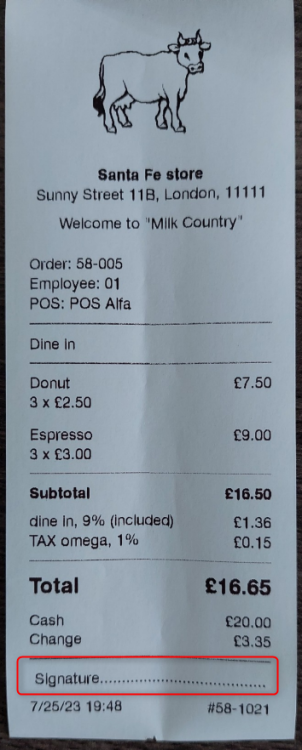 Santa Fe store
Sunny Street 11B, London, 11111
Welcome to "Milk Country"
Order: 58-005
Employee: 01
POS: POS Alfa
Dine in
Donut £7.50
3 x £2.50
Espresso £9.00
3 x £3.00
Subtotal £16.50
dine in, 9% (included) £1.36
TAX omega, 1% £0.15
Total £16.65
Cash £20.00
Change £3.35
Signature..........................................
7/25/23 19:48 #58-1021